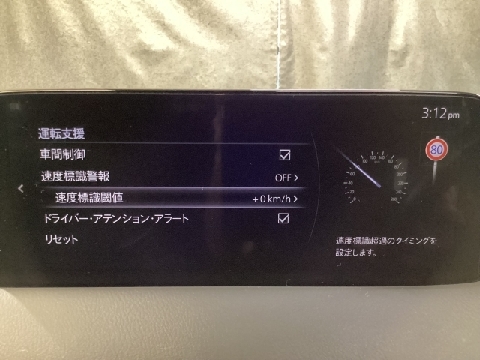 3:12pm
運転支援
車間制御
速度標識警報 OFF
速度標識閾値 +0km/h
ドライバー・アテンション・アラート
リセット
80
速度標識超過のタイミングを
設定します。